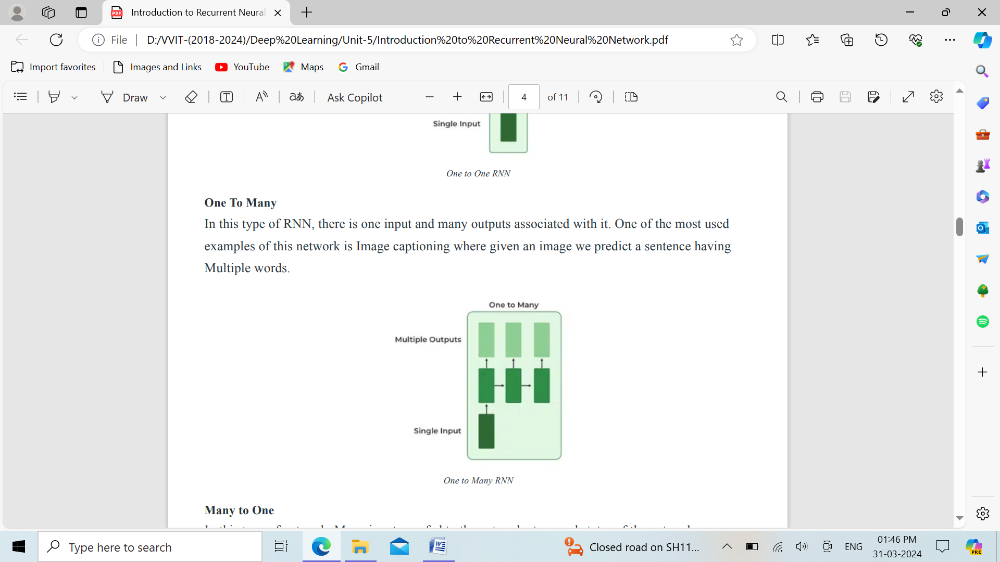 Introduction to Recurrent Neural
File
D:/VVIT-(2018-2024)/Deep%20Learning/Unit-5/Introduction%20to%20Recurrent%20Neural%20Network.pdf
Import favorites
Images and Links
YouTube
Maps
Gmail
Draw
Ask Copilot
4 of 11
Single Input
One to One RNN
One To Many
In this type of RNN, there is one input and many outputs associated with it. One of the most used
examples of this network is Image captioning where given an image we predict a sentence having
Multiple words.
One to Many
Multiple Outputs
Single Input
One to Many RNN
Many to One
Type here to search
Closed road on SH11...
ENG
01:46 PM
31-03-2024
PRE